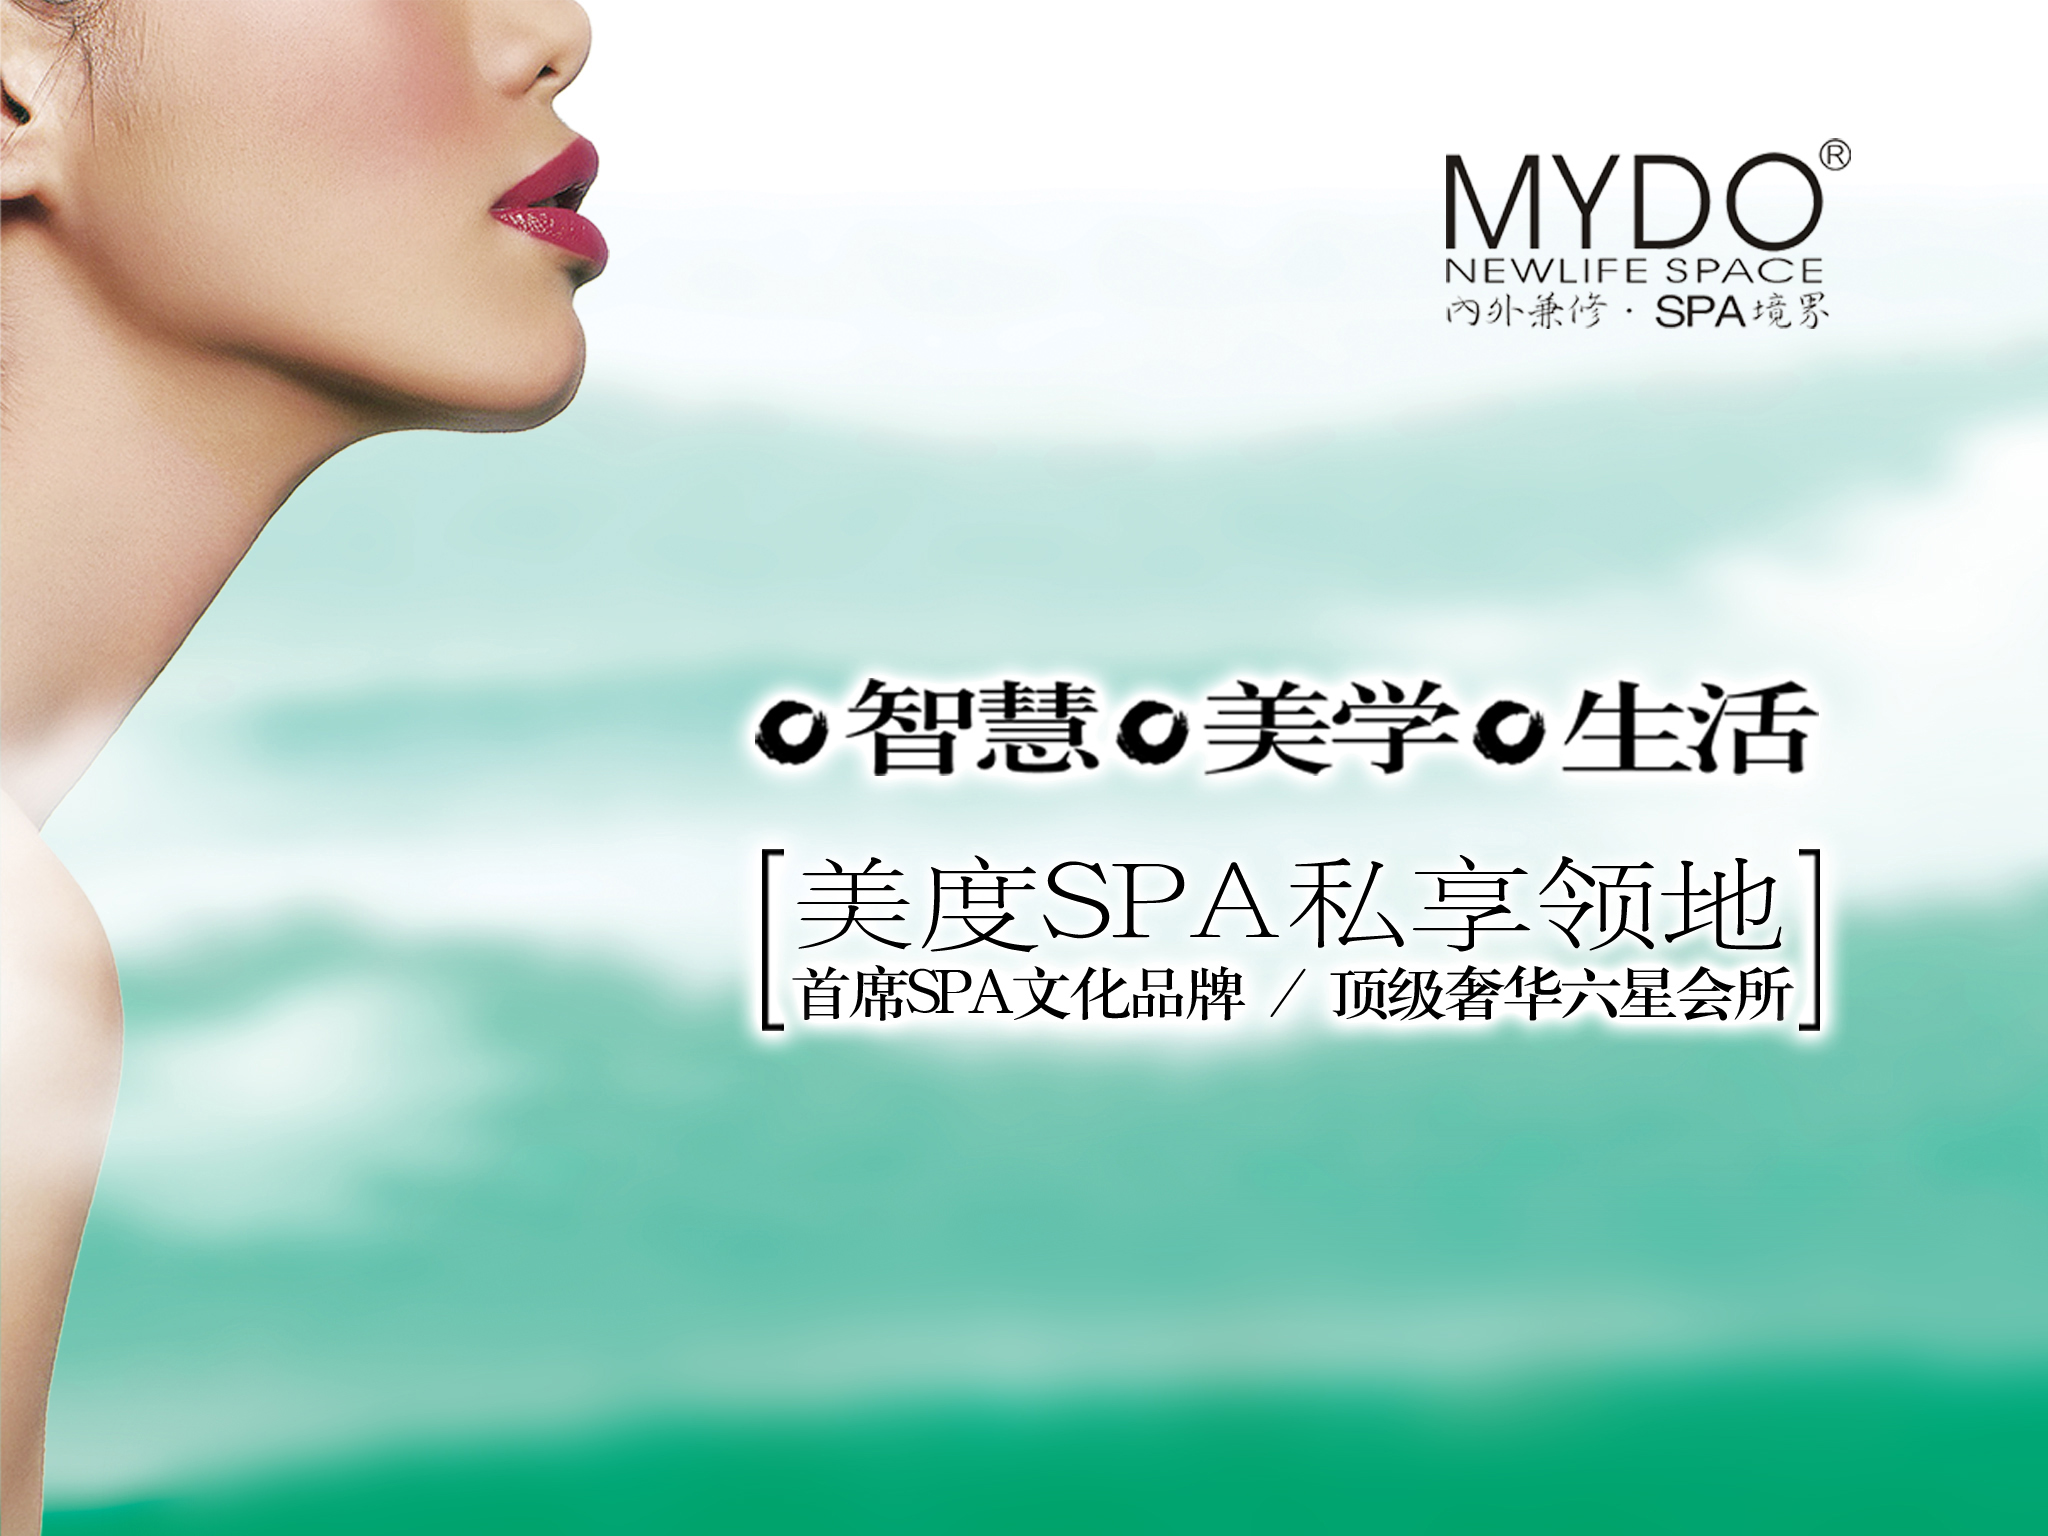 MYDO®
NEWLIFE SPACE
內外兼修·SPA境界
智慧 美学 生活
美度SPA私享领地
首席SPA文化品牌 / 顶级奢华六星会所